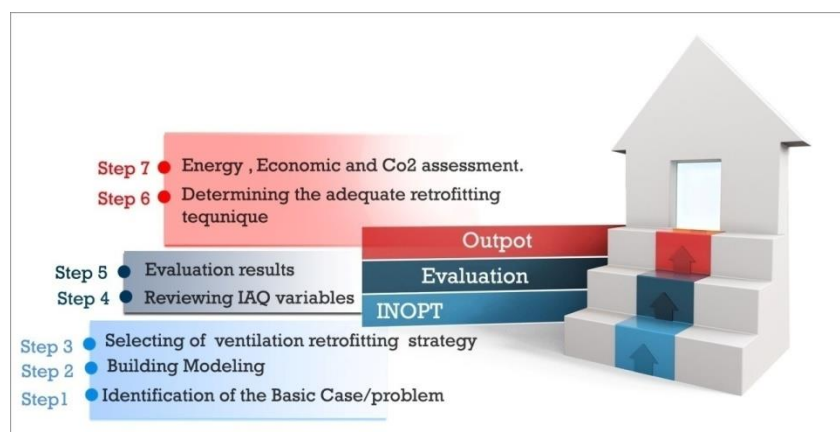 Step 7 Energy , Economic and Co2 assessment.
Step 6 Determining the adequate retrofitting
tequnique
Outpot
Step 5 Evaluation results
Evaluation
Step 4 Reviewing IAQ variables
INOPT
Step 3 Selecting of ventilation retrofitting strategy
Step 2 Building Modeling
Step1 Identification of the Basic Case/problem